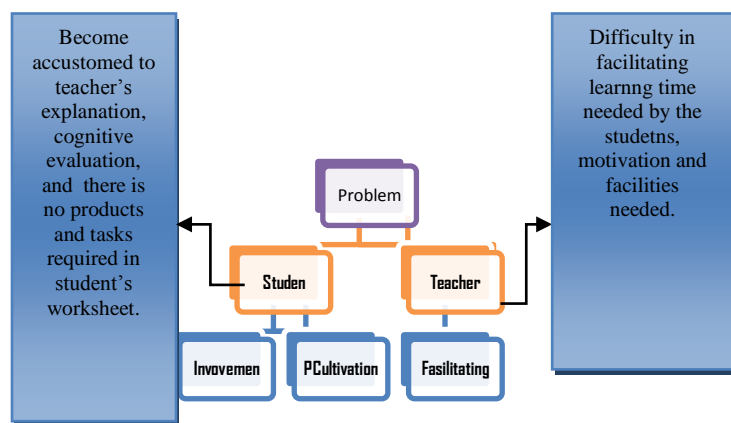 Become
accustomed to
teacher's
explanation,
cognitive
evaluation,
and there is
no products
and tasks
required in
student's
worksheet.
Problem
Studen
Teacher
Invovemen
PCultivation
Fasilitating
Difficulty in
facilitating
learnng time
needed by the
studetns,
motivation and
facilities
needed.